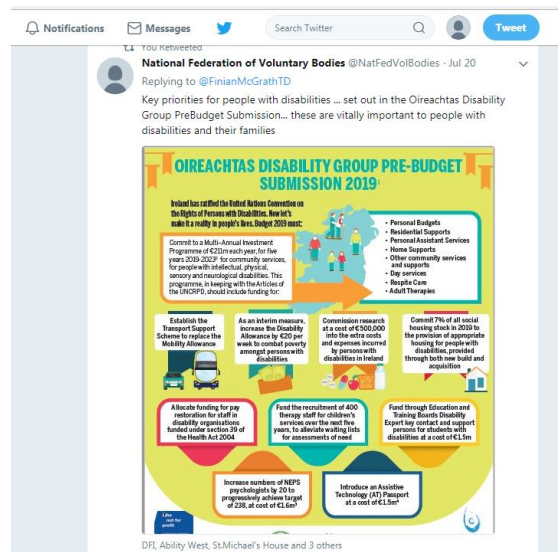 Notifications
Messages
Search Twitter
Tweet
You Retweeted
National Federation of Voluntary Bodies @NatFedVolBodies · Jul 20
Replying to @FinianMcGrathTD
Key priorities for people with disabilities ... set out in the Oireachtas Disability
Group PreBudget Submission... these are vitally important to people with
disabilities and their families
OIREACHTAS DISABILITY GROUP PRE-BUDGET
SUBMISSION 2019¹
Ireland has ratified the United Nations Convention on
the Rights of Persons with Disabilities. Now let's
make it a reality in people's lives. Budget 2019 must:
Commit to a Multi-Annual Investment
Programme of €211m each year, for five
years 2019-2023² for community services,
for people with intellectual, physical,
sensory and neurological disabilities. This
programme, in keeping with the Articles of
the UNCRPD, should include funding for:
• Personal Budgets
• Residential Supports
• Personal Assistant Services
• Home Supports
• Other community services
and supports
• Day services
• Respite Care
• Adult Therapies
Establish the
Transport Support
Scheme to replace the
Mobility Allowance
As an interim measure,
increase the Disability
Allowance by €20 per
week to combat poverty
amongst persons with
disabilities
Commission research
at a cost of €500,000
into the extra costs
and expenses incurred
by persons with
disabilities in Ireland
Commit 7% of all social
housing stock in 2019 to
the provision of appropriate
housing for people with
disabilities, provided
through both new build and
acquisition
Allocate funding for pay
restoration for staff in
disability organisations
funded under section 39 of
the Health Act 2004
Fund the recruitment of 400
therapy staff for children's
services over the next five
years, to alleviate waiting lists
for assessments of need
Fund through Education and
Training Boards Disability
Expert key contact and support
persons for students with
disabilities at a cost of €1.5m
Increase numbers of NEPS
psychologists by 20 to
progressively achieve target
of 238, at cost of €1.6m³
Introduce an Assistive
Technology (AT) Passport
at a cost of €1.5m⁴
not for
profit
DFI, Ability West, St.Michael's House and 3 others